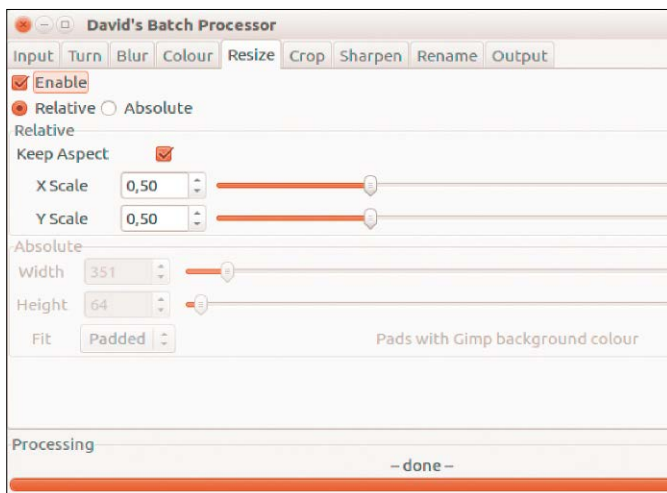 David's Batch Processor
Input Turn Blur Colour Resize Crop Sharpen Rename Output
Enable
Relative Absolute
Relative
Keep Aspect
X Scale 0,50
Y Scale 0,50
Absolute
Width 351
Height 64
Fit Padded Pads with Gimp background colour
Processing
-- done --